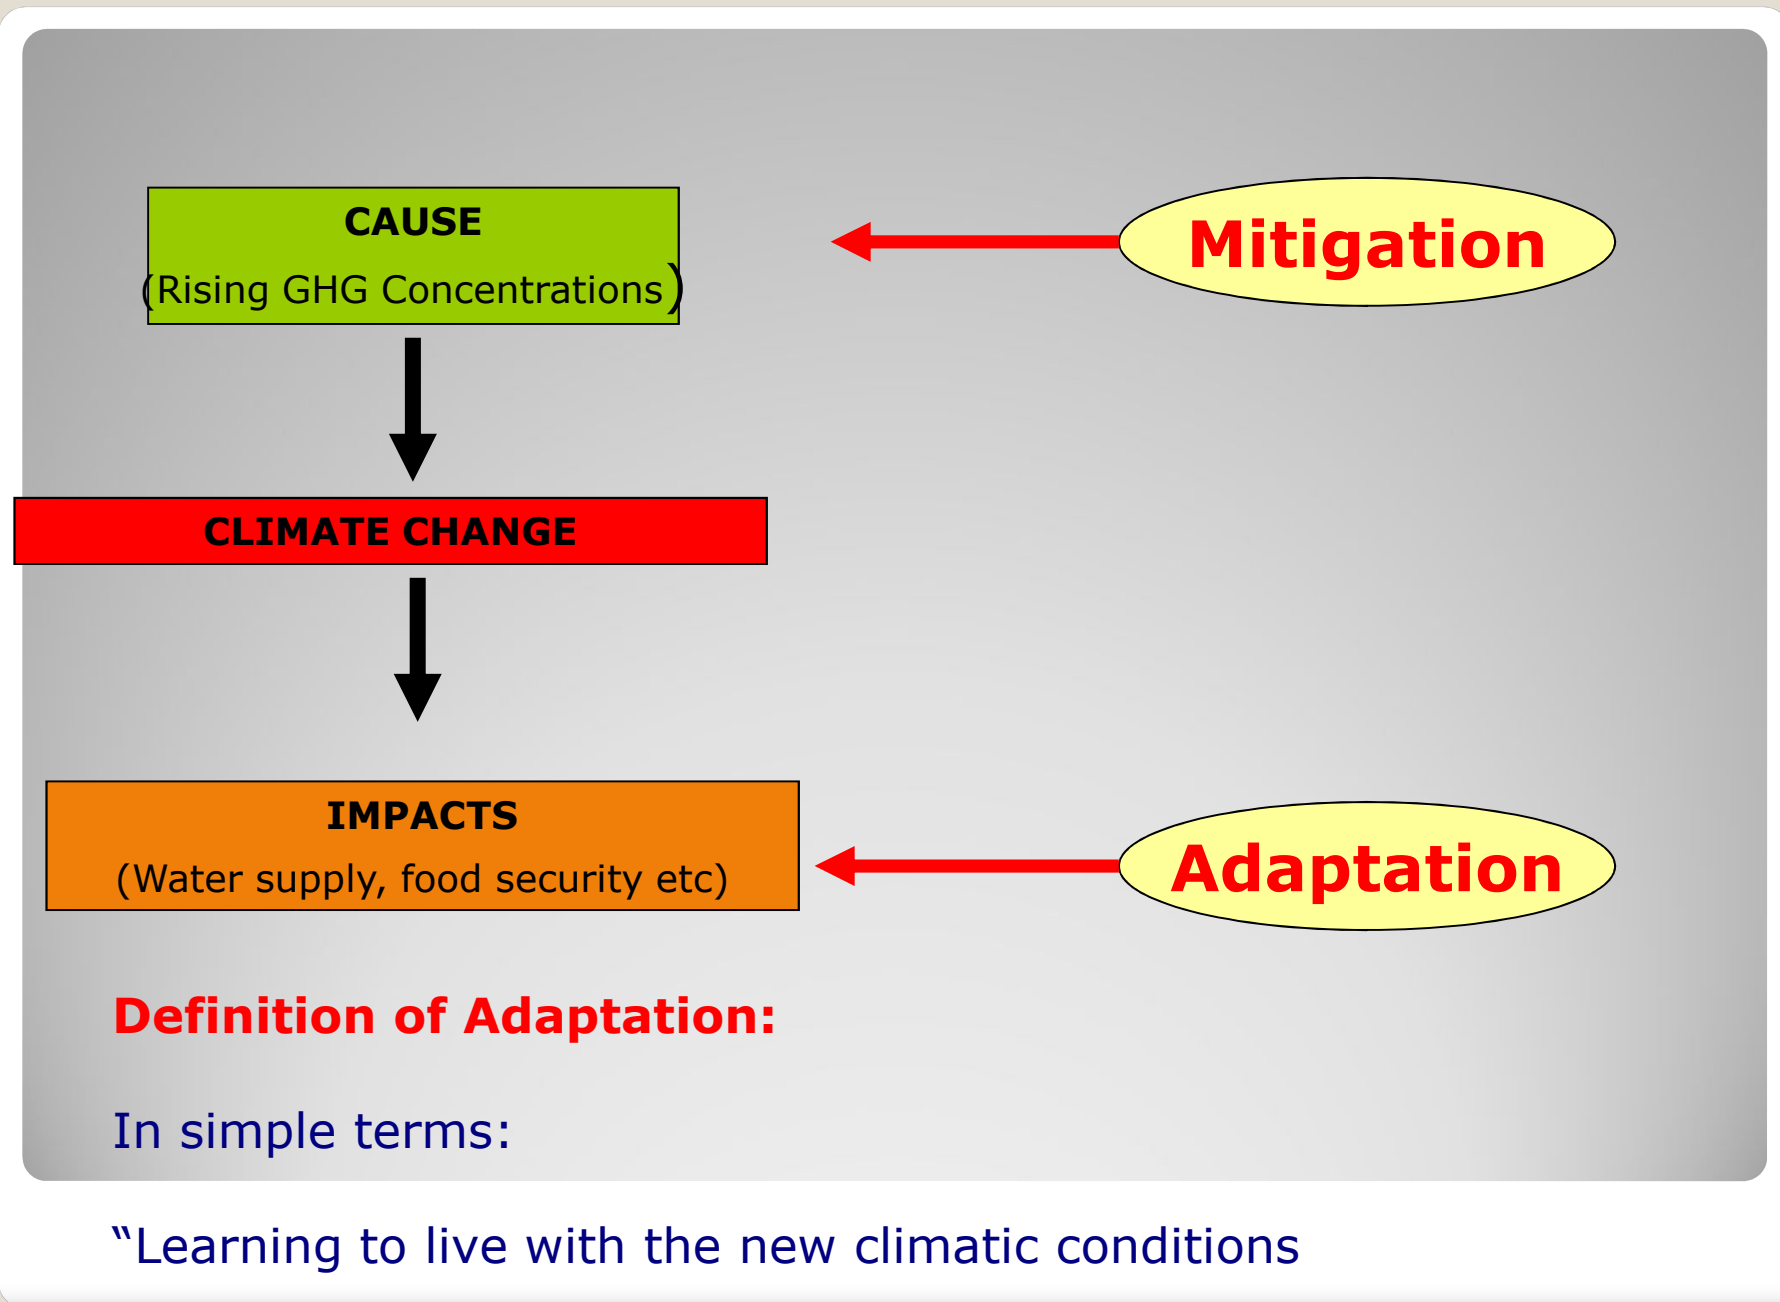 CAUSE
(Rising GHG Concentrations)
Mitigation
CLIMATE CHANGE
IMPACTS
(Water supply, food security etc)
Adaptation
Definition of Adaptation:
In simple terms:
“Learning to live with the new climatic conditions